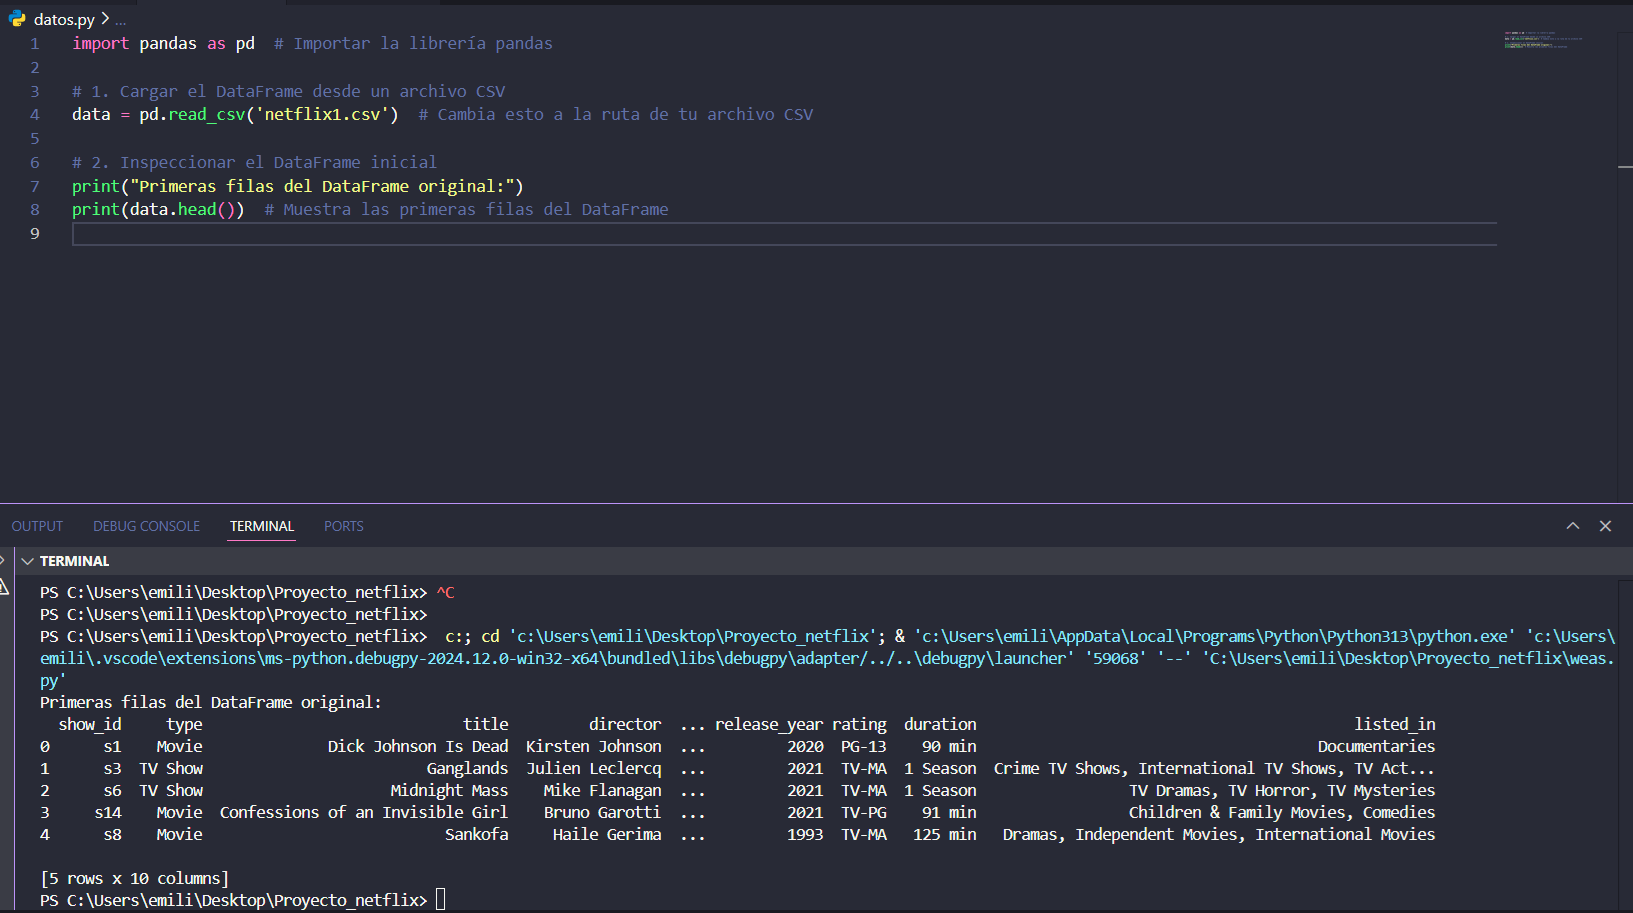 datos.py > ...
1 import pandas as pd  # Importar la librería pandas
2
3 # 1. Cargar el DataFrame desde un archivo CSV
4 data = pd.read_csv('netflix1.csv')  # Cambia esto a la ruta de tu archivo CSV
5
6 # 2. Inspeccionar el DataFrame inicial
7 print("Primeras filas del DataFrame original:")
8 print(data.head())  # Muestra las primeras filas del DataFrame
9
OUTPUT DEBUG CONSOLE TERMINAL PORTS
TERMINAL
PS C:\Users\emili\Desktop\Proyecto_netflix> ^C
PS C:\Users\emili\Desktop\Proyecto_netflix>
PS C:\Users\emili\Desktop\Proyecto_netflix>  c:; cd 'c:\Users\emili\Desktop\Proyecto_netflix'; & 'c:\Users\emili\AppData\Local\Programs\Python\Python313\python.exe' 'c:\Users\
emili\.vscode\extensions\ms-python.debugpy-2024.12.0-win32-x64\bundled\libs\debugpy\adapter/../..\debugpy\launcher' '59068' '--' 'C:\Users\emili\Desktop\Proyecto_netflix\weas.
py'
Primeras filas del DataFrame original:
show_id type title director ... release_year rating duration listed_in
0 s1 Movie Dick Johnson Is Dead Kirsten Johnson ... 2020 PG-13 90 min Documentaries
1 s3 TV Show Ganglands Julien Leclercq ... 2021 TV-MA 1 Season Crime TV Shows, International TV Shows, TV Act...
2 s6 TV Show Midnight Mass Mike Flanagan ... 2021 TV-MA 1 Season TV Dramas, TV Horror, TV Mysteries
3 s14 Movie Confessions of an Invisible Girl Bruno Garotti ... 2021 TV-PG 91 min Children & Family Movies, Comedies
4 s8 Movie Sankofa Haile Gerima ... 1993 TV-MA 125 min Dramas, Independent Movies, International Movies
[5 rows x 10 columns]
PS C:\Users\emili\Desktop\Proyecto_netflix>